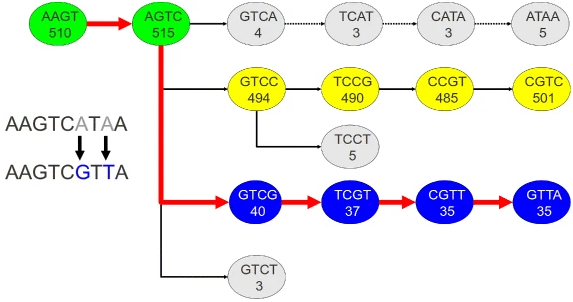 AAGT
510
AGTC
515
GTCA
4
TCAT
3
CATA
3
ATAA
5
GTCC
494
TCCG
490
CCGT
485
CGTC
501
TCCT
5
AAGTCATAA
AAGTCGTTA
GTCG
40
TCGT
37
CGTT
35
GTTA
35
GTCT
3